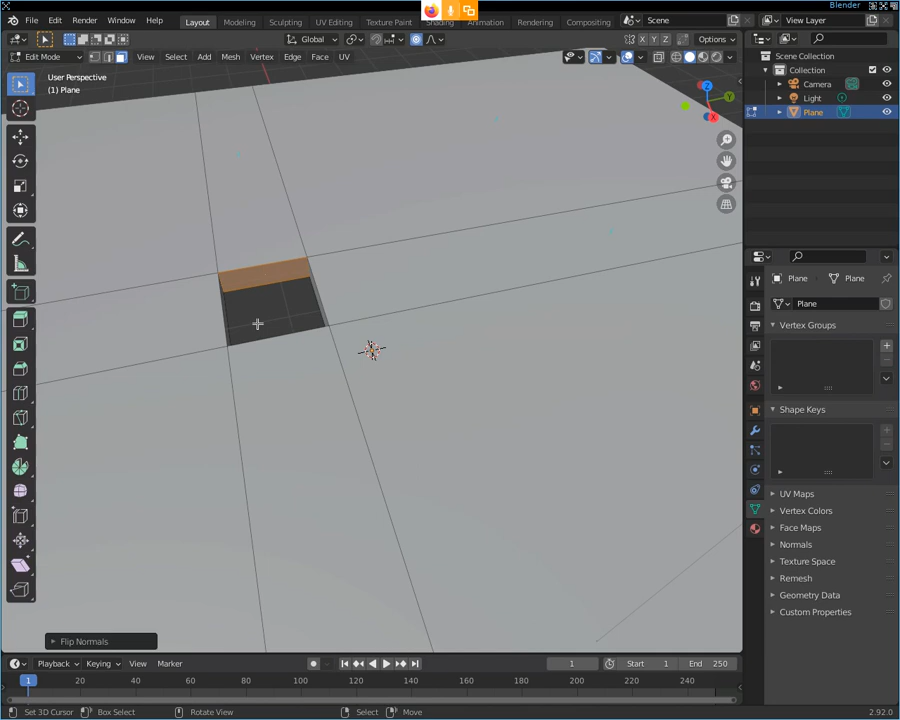 Blender
File Edit Render Window Help
Layout Modeling Sculpting UV Editing Texture Paint Shading Animation Rendering Compositing Scene View Layer
Global X Y Z Options
Edit Mode View Select Add Mesh Vertex Edge Face UV
User Perspective
(1) Plane
Z
Y
X
Scene Collection
Collection
Camera
Light
Plane
Plane Plane
Plane
Vertex Groups
Shape Keys
UV Maps
Vertex Colors
Face Maps
Normals
Texture Space
Remesh
Geometry Data
Custom Properties
Flip Normals
Playback Keying View Marker 1 Start 1 End 250
1 20 40 60 80 100 120 140 160 180 200 220 240
Set 3D Cursor Box Select Rotate View Select Move 2.92.0